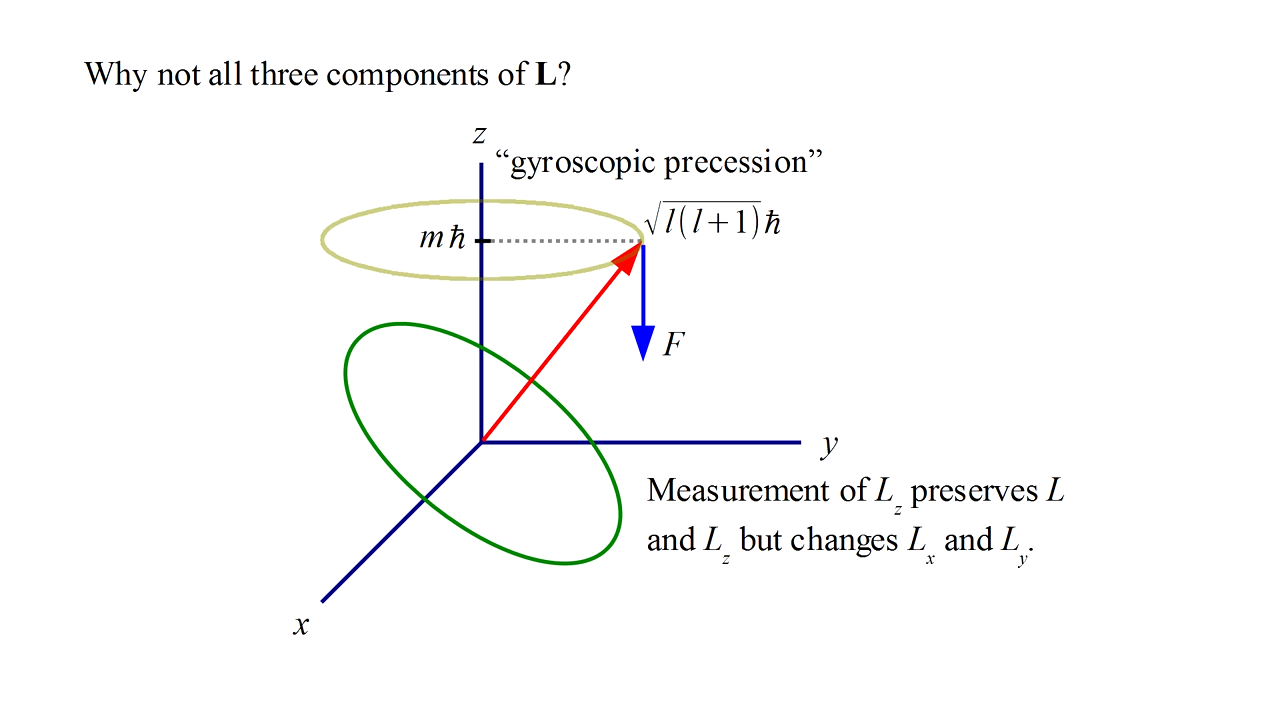 Why not all three components of L?
z
“gyroscopic precession”
√l(l+1)ℏ
mℏ
F
y
Measurement of L_z preserves L
and L_z but changes L_x and L_y.
x